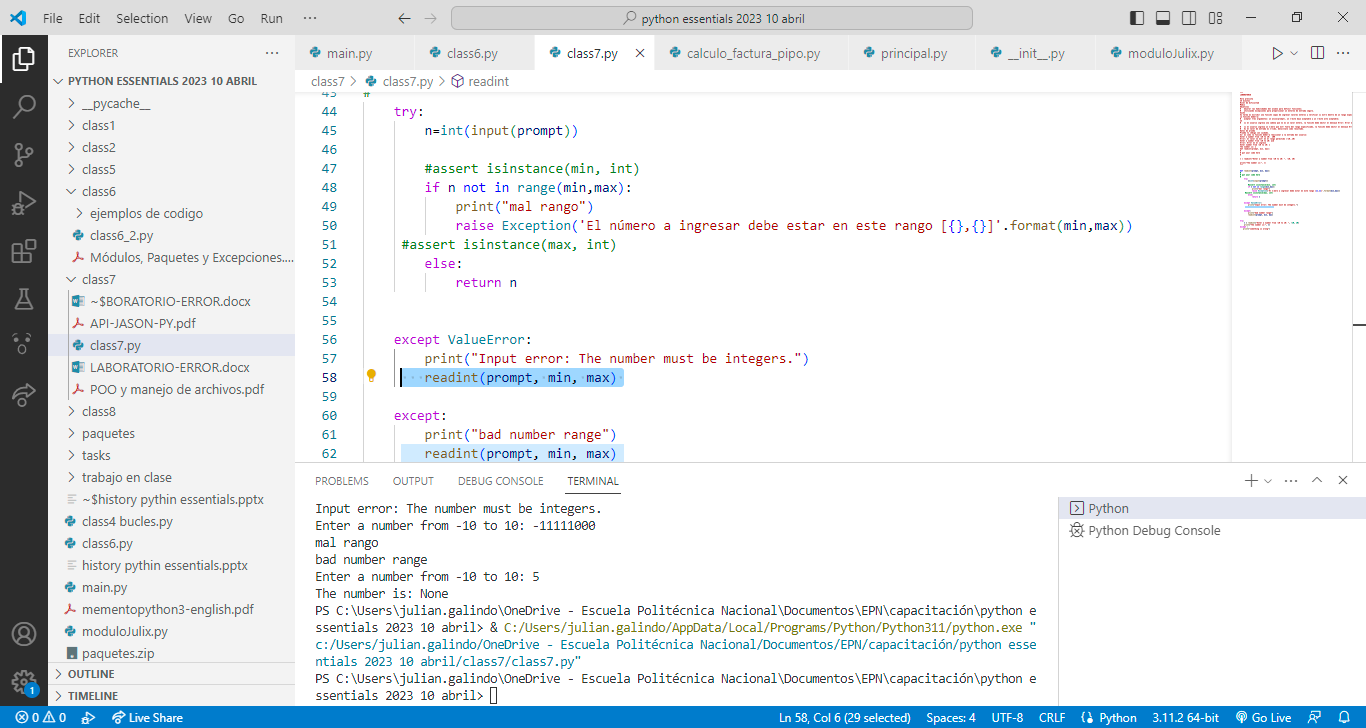 File Edit Selection View Go Run ··· python essentials 2023 10 abril
EXPLORER ···
PYTHON ESSENTIALS 2023 10 ABRIL
__pycache__
class1
class2
class5
class6
ejemplos de codigo
class6_2.py
Módulos, Paquetes y Excepciones....
class7
~$BORATORIO-ERROR.docx
API-JASON-PY.pdf
class7.py
LABORATORIO-ERROR.docx
POO y manejo de archivos.pdf
class8
paquetes
tasks
trabajo en clase
~$history pythin essentials.pptx
class4 bucles.py
class6.py
history pythin essentials.pptx
main.py
mementopython3-english.pdf
moduloJulix.py
paquetes.zip
OUTLINE
TIMELINE
main.py class6.py class7.py calculo_factura_pipo.py principal.py __init__.py moduloJulix.py
class7 > class7.py > readint
43 #
44 try:
45 n=int(input(prompt))
46
47 #assert isinstance(min, int)
48 if n not in range(min,max):
49 print("mal rango")
50 raise Exception('El número a ingresar debe estar en este rango [{},{}]'.format(min,max))
51 #assert isinstance(max, int)
52 else:
53 return n
54
55
56 except ValueError:
57 print("Input error: The number must be integers.")
58 readint(prompt, min, max)
59
60 except:
61 print("bad number range")
62 readint(prompt, min, max)
PROBLEMS OUTPUT DEBUG CONSOLE TERMINAL
Input error: The number must be integers.
Enter a number from -10 to 10: -11111000
mal rango
bad number range
Enter a number from -10 to 10: 5
The number is: None
PS C:\Users\julian.galindo\OneDrive - Escuela Politécnica Nacional\Documentos\EPN\capacitación\python e
ssentials 2023 10 abril> & C:/Users/julian.galindo/AppData/Local/Programs/Python/Python311/python.exe "
c:/Users/julian.galindo/OneDrive - Escuela Politécnica Nacional/Documentos/EPN/capacitación/python esse
ntials 2023 10 abril/class7/class7.py"
PS C:\Users\julian.galindo\OneDrive - Escuela Politécnica Nacional\Documentos\EPN\capacitación\python e
ssentials 2023 10 abril>
Python
Python Debug Console
1
0 0 Live Share Ln 58, Col 6 (29 selected) Spaces: 4 UTF-8 CRLF Python 3.11.2 64-bit Go Live